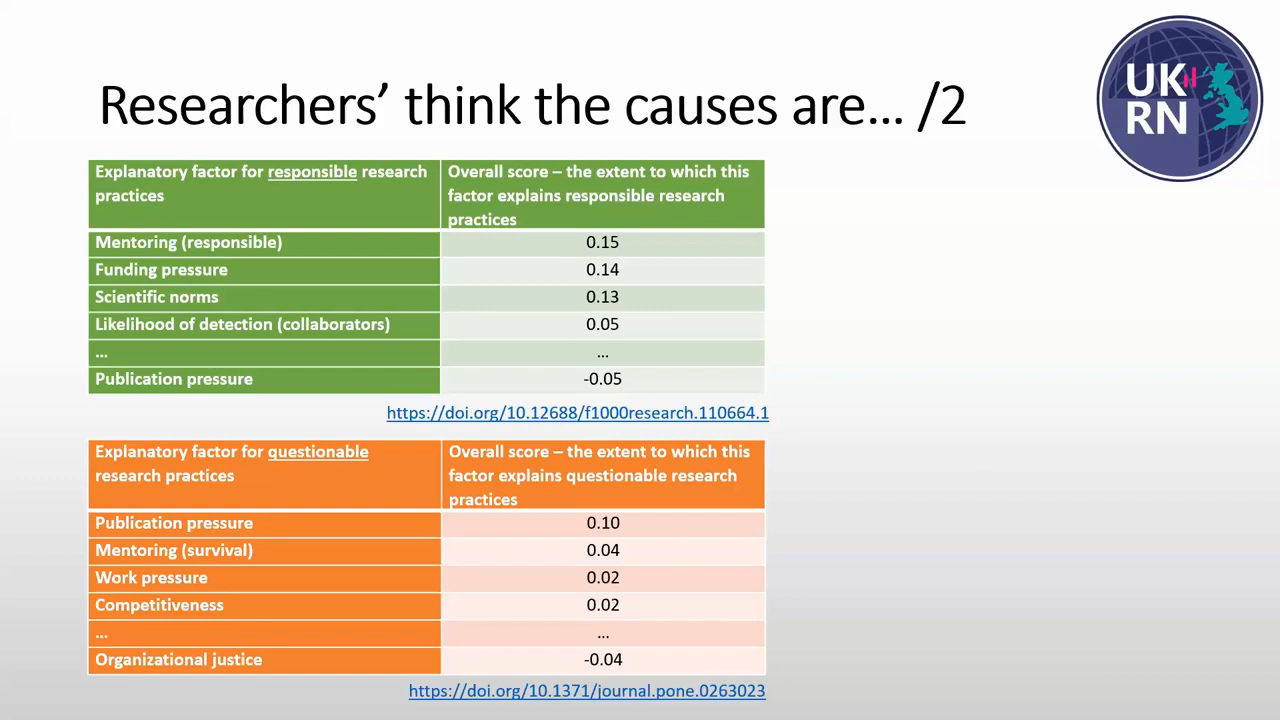 Researchers’ think the causes are… /2
UK
RN
Explanatory factor for responsible research
practices
Overall score – the extent to which this
factor explains responsible research
practices
Mentoring (responsible) 0.15
Funding pressure 0.14
Scientific norms 0.13
Likelihood of detection (collaborators) 0.05
… …
Publication pressure -0.05
https://doi.org/10.12688/f1000research.110664.1
Explanatory factor for questionable
research practices
Overall score – the extent to which this
factor explains questionable research
practices
Publication pressure 0.10
Mentoring (survival) 0.04
Work pressure 0.02
Competitiveness 0.02
… …
Organizational justice -0.04
https://doi.org/10.1371/journal.pone.0263023